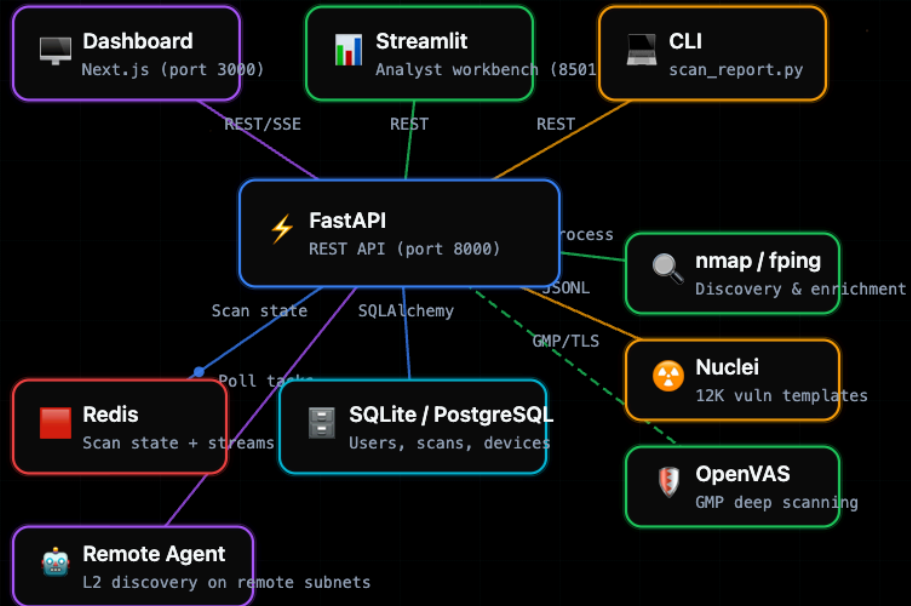 Dashboard
Next.js (port 3000)
Streamlit
Analyst workbench (8501
CLI
scan_report.py
REST/SSE
REST
REST
FastAPI
REST API (port 8000)
rocess
nmap / fping
Discovery & enrichment
JSONL
Scan state
SQLAlchemy
GMP/TLS
Nuclei
12K vuln templates
Poll tasks
Redis
Scan state + streams
SQLite / PostgreSQL
Users, scans, devices
OpenVAS
GMP deep scanning
Remote Agent
L2 discovery on remote subnets